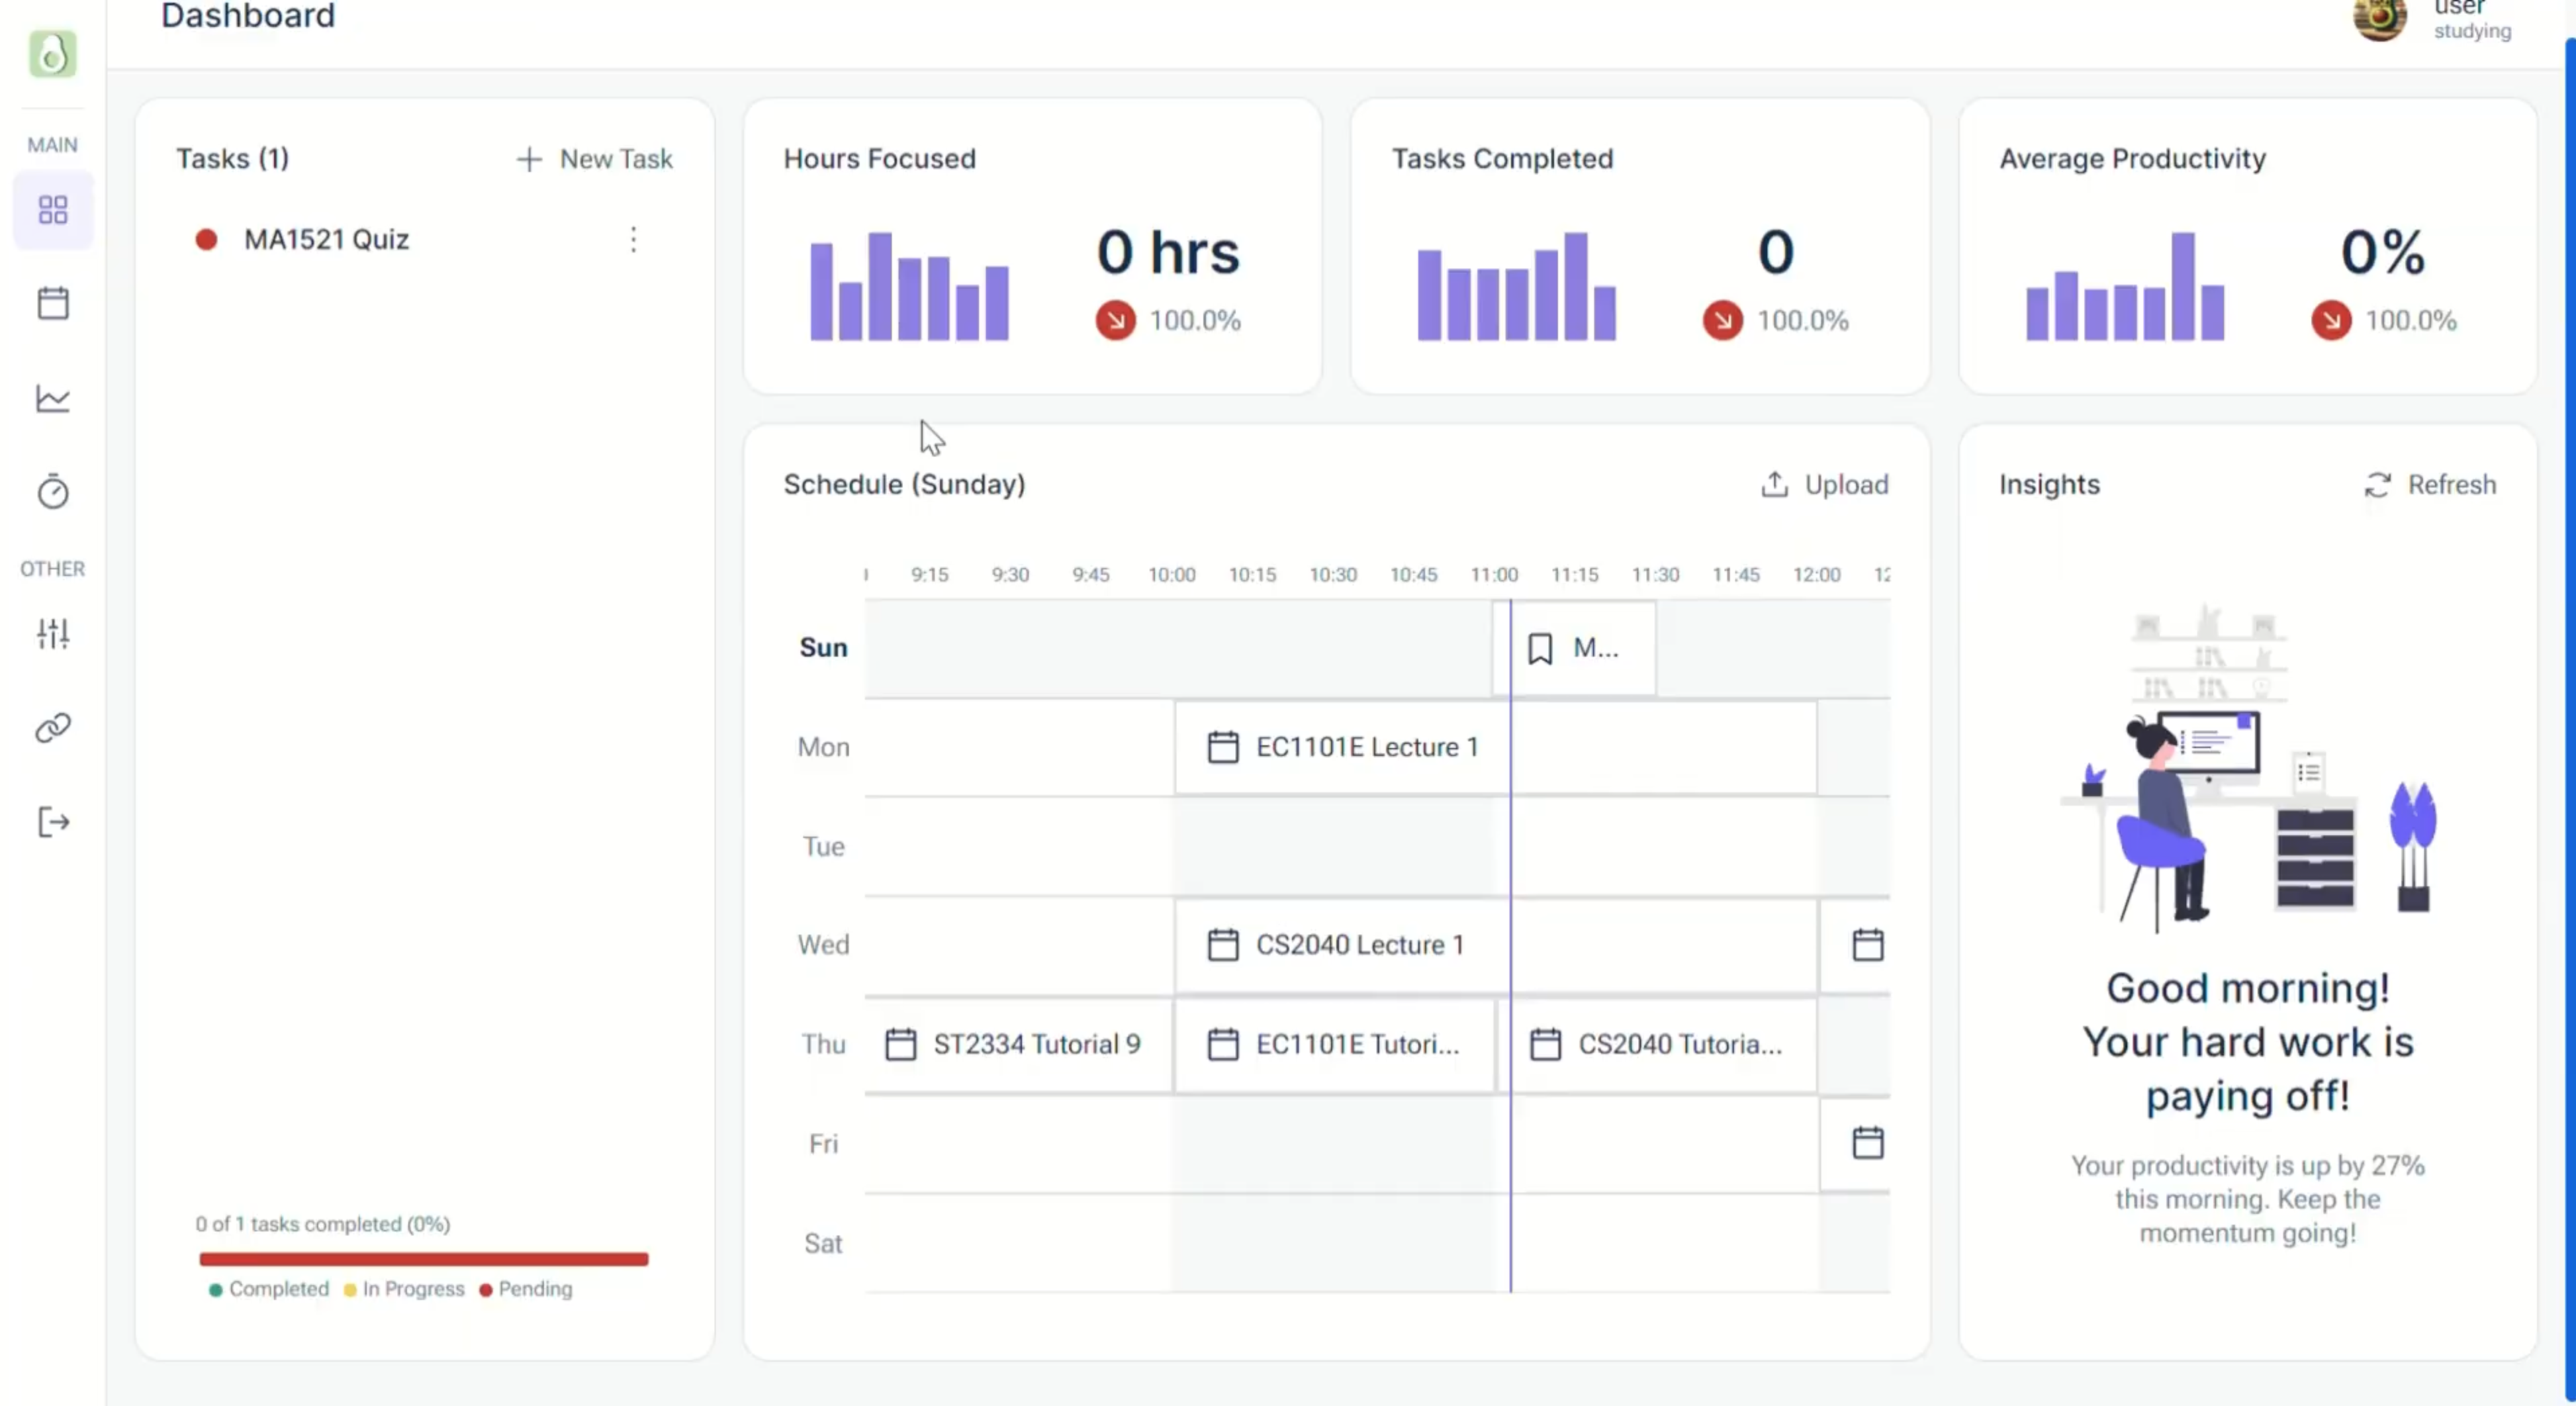 Dashboard
user
studying
MAIN
OTHER
Tasks (1)
New Task
MA1521 Quiz
0 of 1 tasks completed (0%)
Completed
In Progress
Pending
Hours Focused
0 hrs
100.0%
Tasks Completed
0
100.0%
Average Productivity
0%
100.0%
Schedule (Sunday)
Upload
9:15 9:30 9:45 10:00 10:15 10:30 10:45 11:00 11:15 11:30 11:45 12:00
Sun
M...
Mon
EC1101E Lecture 1
Tue
Wed
CS2040 Lecture 1
Thu
ST2334 Tutorial 9
EC1101E Tutori...
CS2040 Tutoria...
Fri
Sat
Insights
Refresh
Good morning!
Your hard work is
paying off!
Your productivity is up by 27%
this morning. Keep the
momentum going!